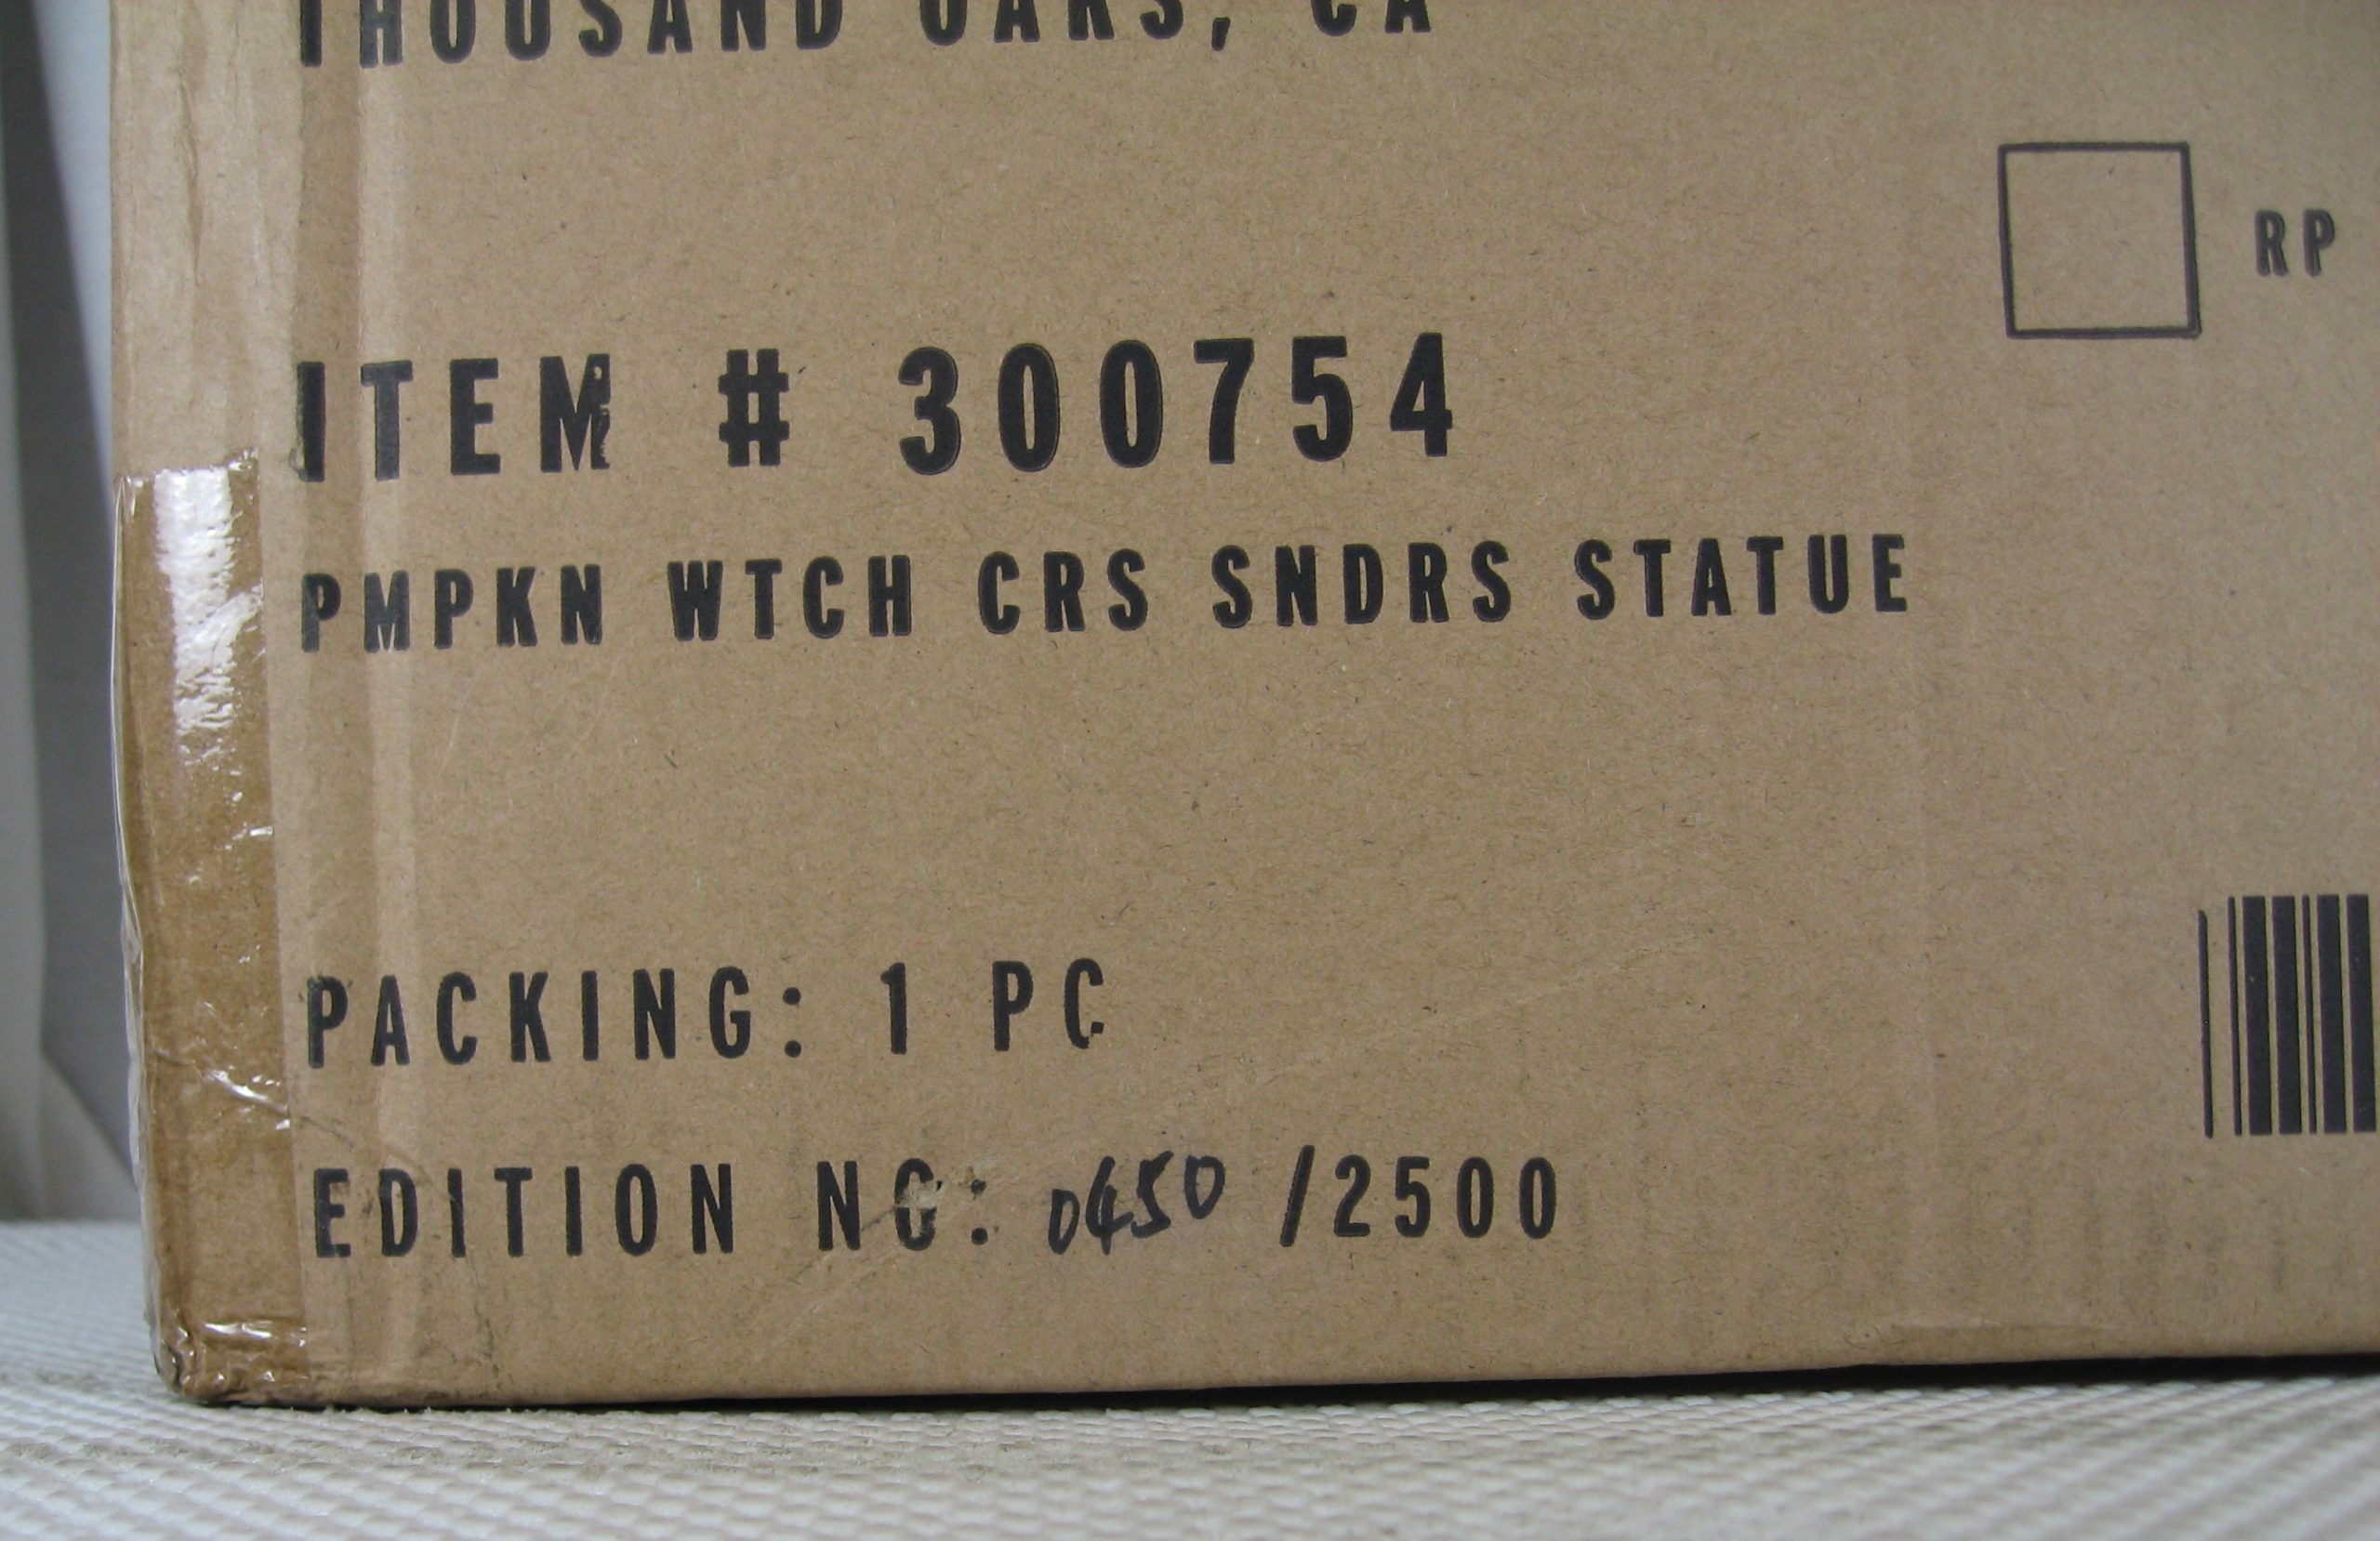 THOUSAND OAKS, CA
RP
ITEM # 300754
PMPKN WTCH CRS SNDRS STATUE
PACKING: 1 PC
EDITION NO: 0450 /2500